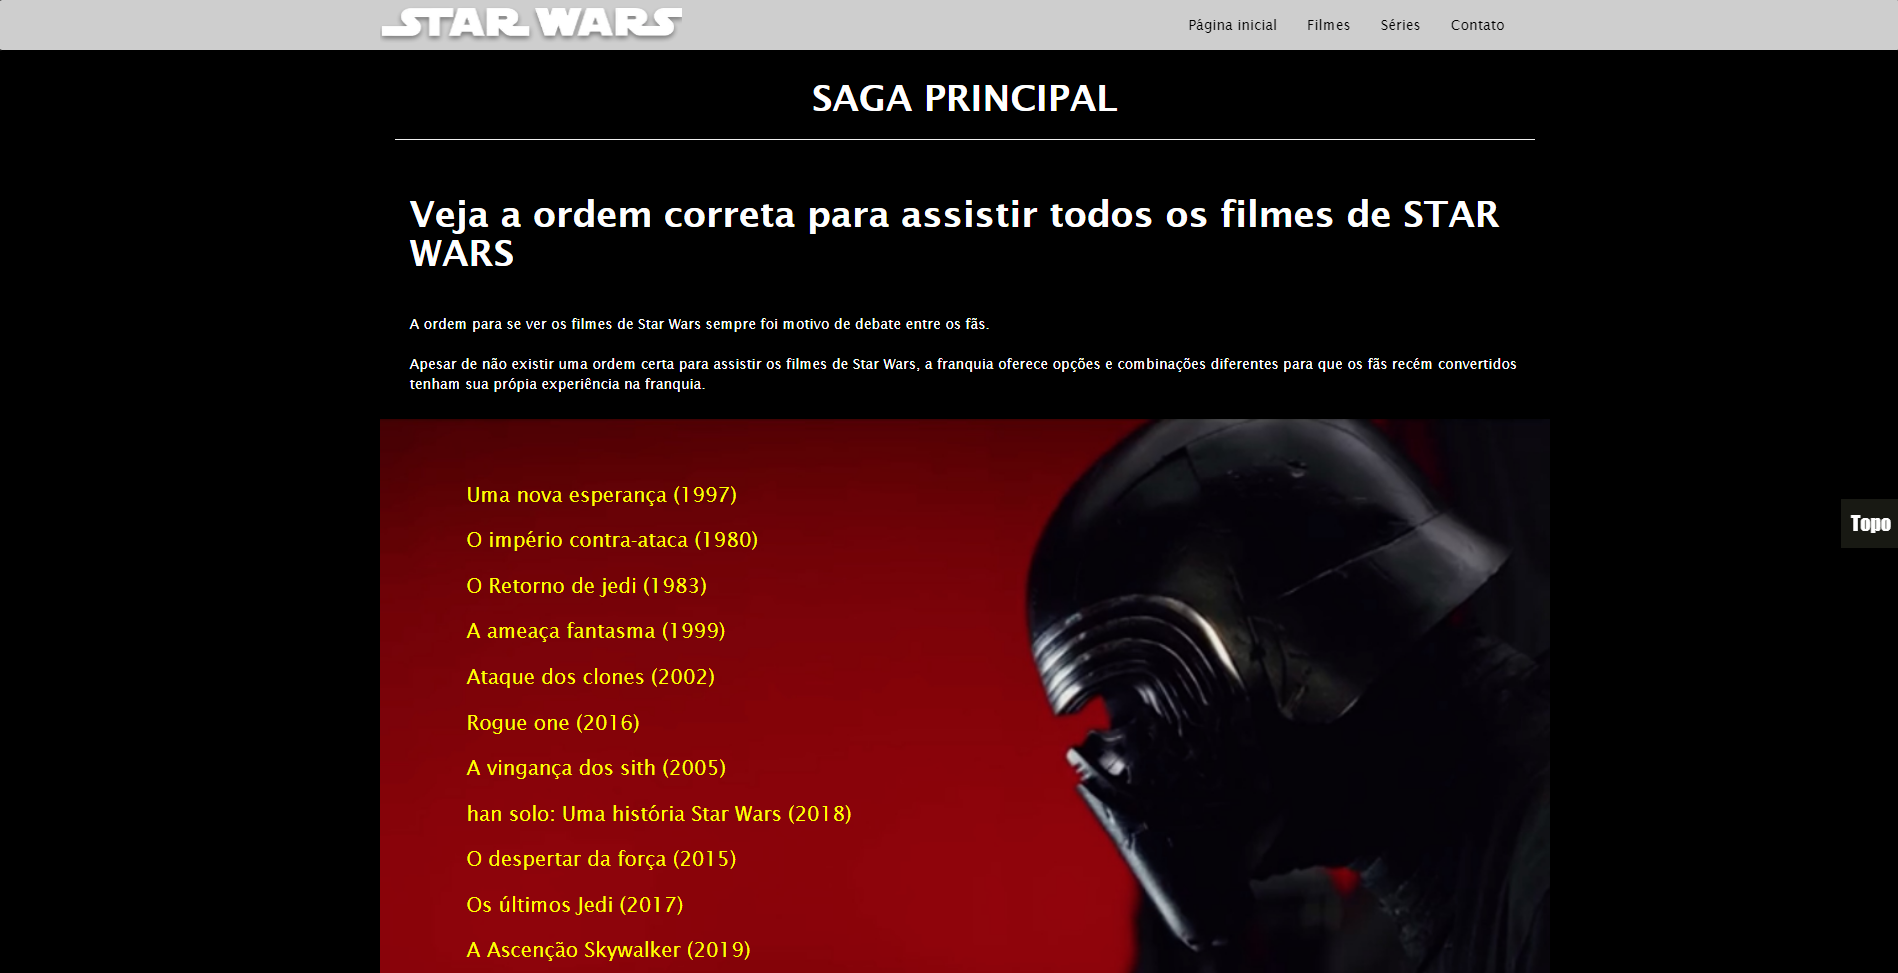 STAR WARS
Página inicial Filmes Séries Contato
SAGA PRINCIPAL
Veja a ordem correta para assistir todos os filmes de STAR
WARS
A ordem para se ver os filmes de Star Wars sempre foi motivo de debate entre os fãs.
Apesar de não existir uma ordem certa para assistir os filmes de Star Wars, a franquia oferece opções e combinações diferentes para que os fãs recém convertidos
tenham sua própia experiência na franquia.
Uma nova esperança (1997)
O império contra-ataca (1980)
Topo
O Retorno de jedi (1983)
A ameaça fantasma (1999)
Ataque dos clones (2002)
Rogue one (2016)
A vingança dos sith (2005)
han solo: Uma história Star Wars (2018)
O despertar da força (2015)
Os últimos Jedi (2017)
A Ascenção Skywalker (2019)